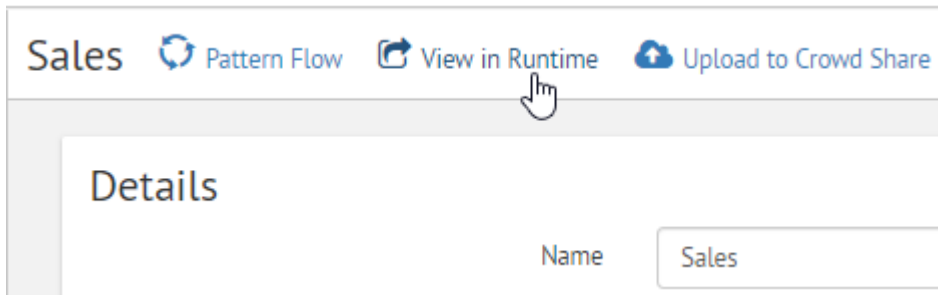 Sales Pattern Flow View in Runtime Upload to Crowd Share
Details
Name Sales